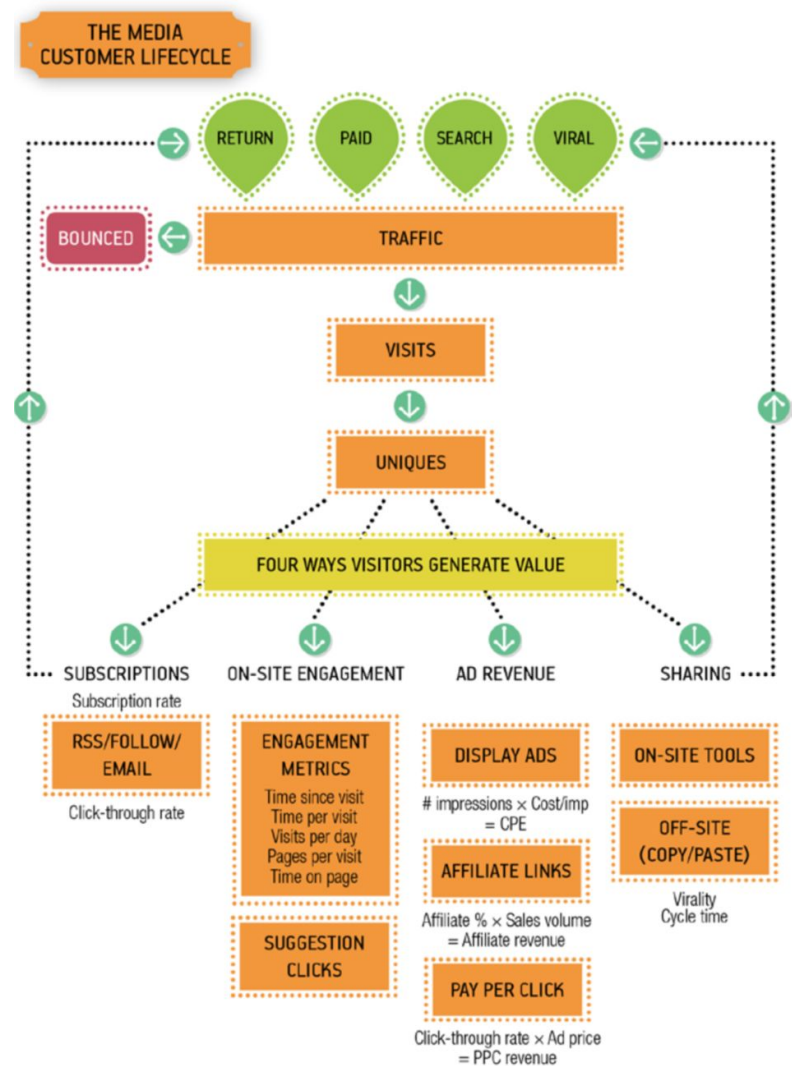 THE MEDIA
CUSTOMER LIFECYCLE
RETURN
PAID
SEARCH
VIRAL
BOUNCED
TRAFFIC
VISITS
UNIQUES
FOUR WAYS VISITORS GENERATE VALUE
SUBSCRIPTIONS
Subscription rate
RSS/FOLLOW/
EMAIL
Click-through rate
ON-SITE ENGAGEMENT
ENGAGEMENT
METRICS
Time since visit
Time per visit
Visits per day
Pages per visit
Time on page
SUGGESTION
CLICKS
AD REVENUE
DISPLAY ADS
# impressions × Cost/imp
= CPE
AFFILIATE LINKS
Affiliate % × Sales volume
= Affiliate revenue
PAY PER CLICK
Click-through rate × Ad price
= PPC revenue
SHARING
ON-SITE TOOLS
OFF-SITE
(COPY/PASTE)
Virality
Cycle time